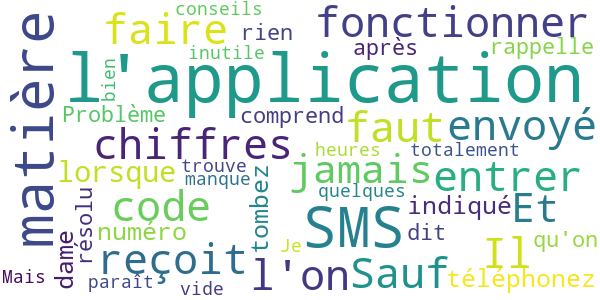 conseils
faire
rien
fonctionner
après
rappelle
inutile
l'application
bien
matière
Problème
comprend
faut
envoyé
chiffres
heures
totalement
lorsque
trouve
jamais
entrer
manque
quelques
résolu
code
tombez
SMS
indiqué
Et
numéro
dit
qu'on
damé
reçoit
Je
Il
l'on
Sauf
téléphonez
Mais
paraît
vide